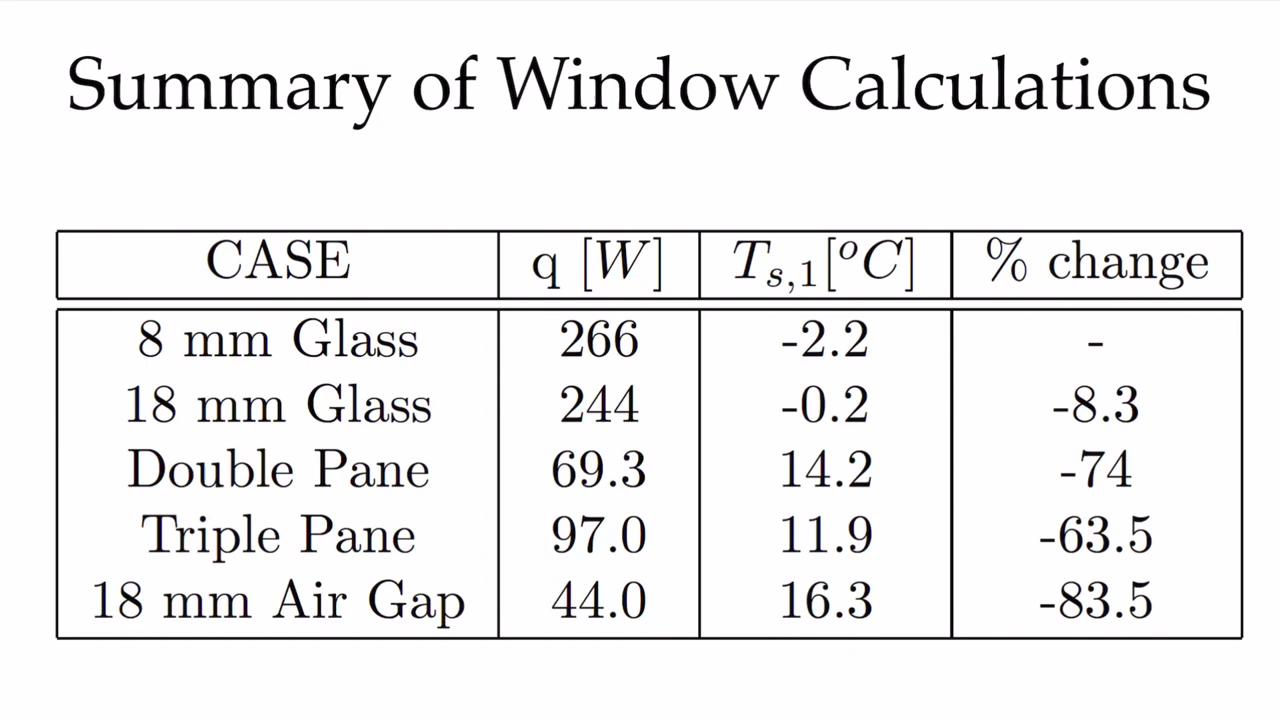 Summary of Window Calculations
CASE q [W] T_{s,1}[^oC] % change
8 mm Glass 266 -2.2 -
18 mm Glass 244 -0.2 -8.3
Double Pane 69.3 14.2 -74
Triple Pane 97.0 11.9 -63.5
18 mm Air Gap 44.0 16.3 -83.5